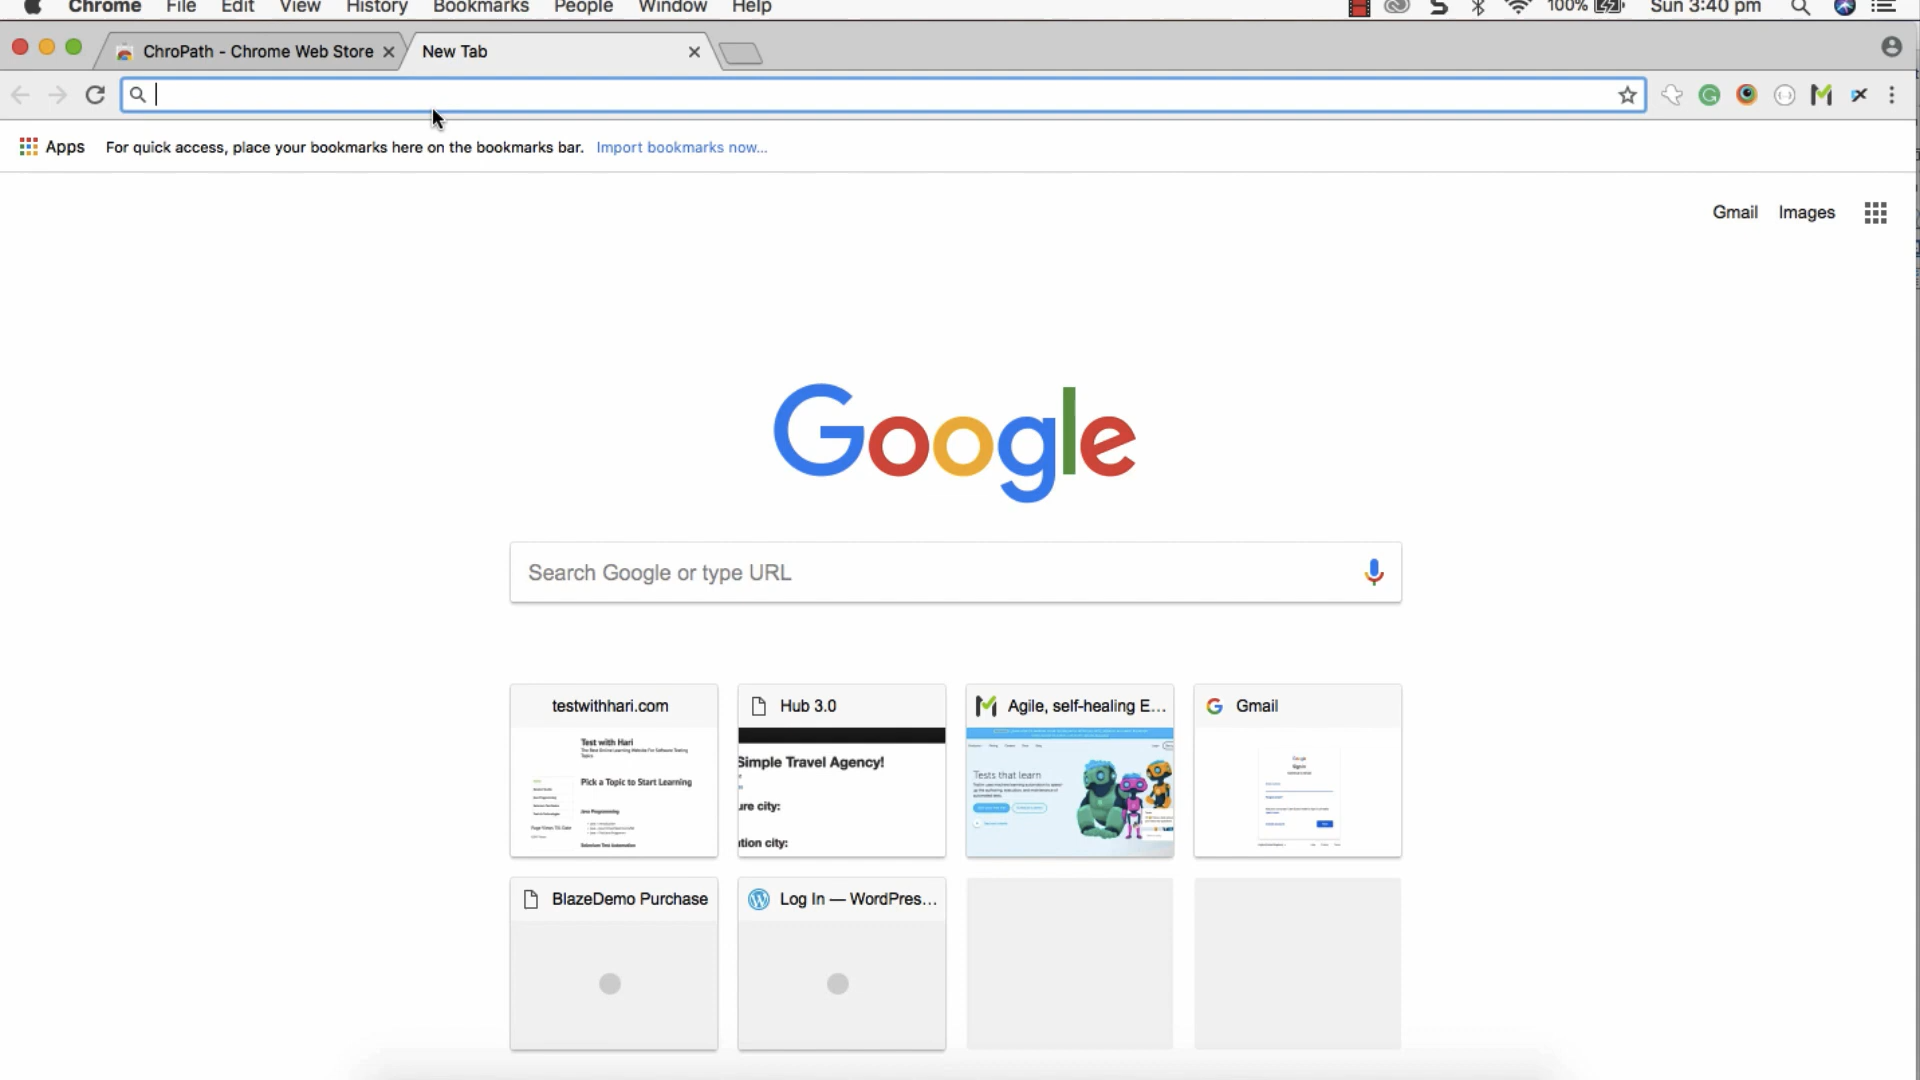 Chrome File Edit View History Bookmarks People Window Help 100% Sun 3:40 pm
ChroPath - Chrome Web Store New Tab
Apps For quick access, place your bookmarks here on the bookmarks bar. Import bookmarks now...
Gmail Images
Google
Search Google or type URL
testwithhari.com Hub 3.0 Agile, self-healing E... Gmail
Test with Hari
Pick a Topic to Start Learning
Java Programming
Simple Travel Agency!
ure city:
tion city:
Tests that learn
BlazeDemo Purchase Log In — WordPres...